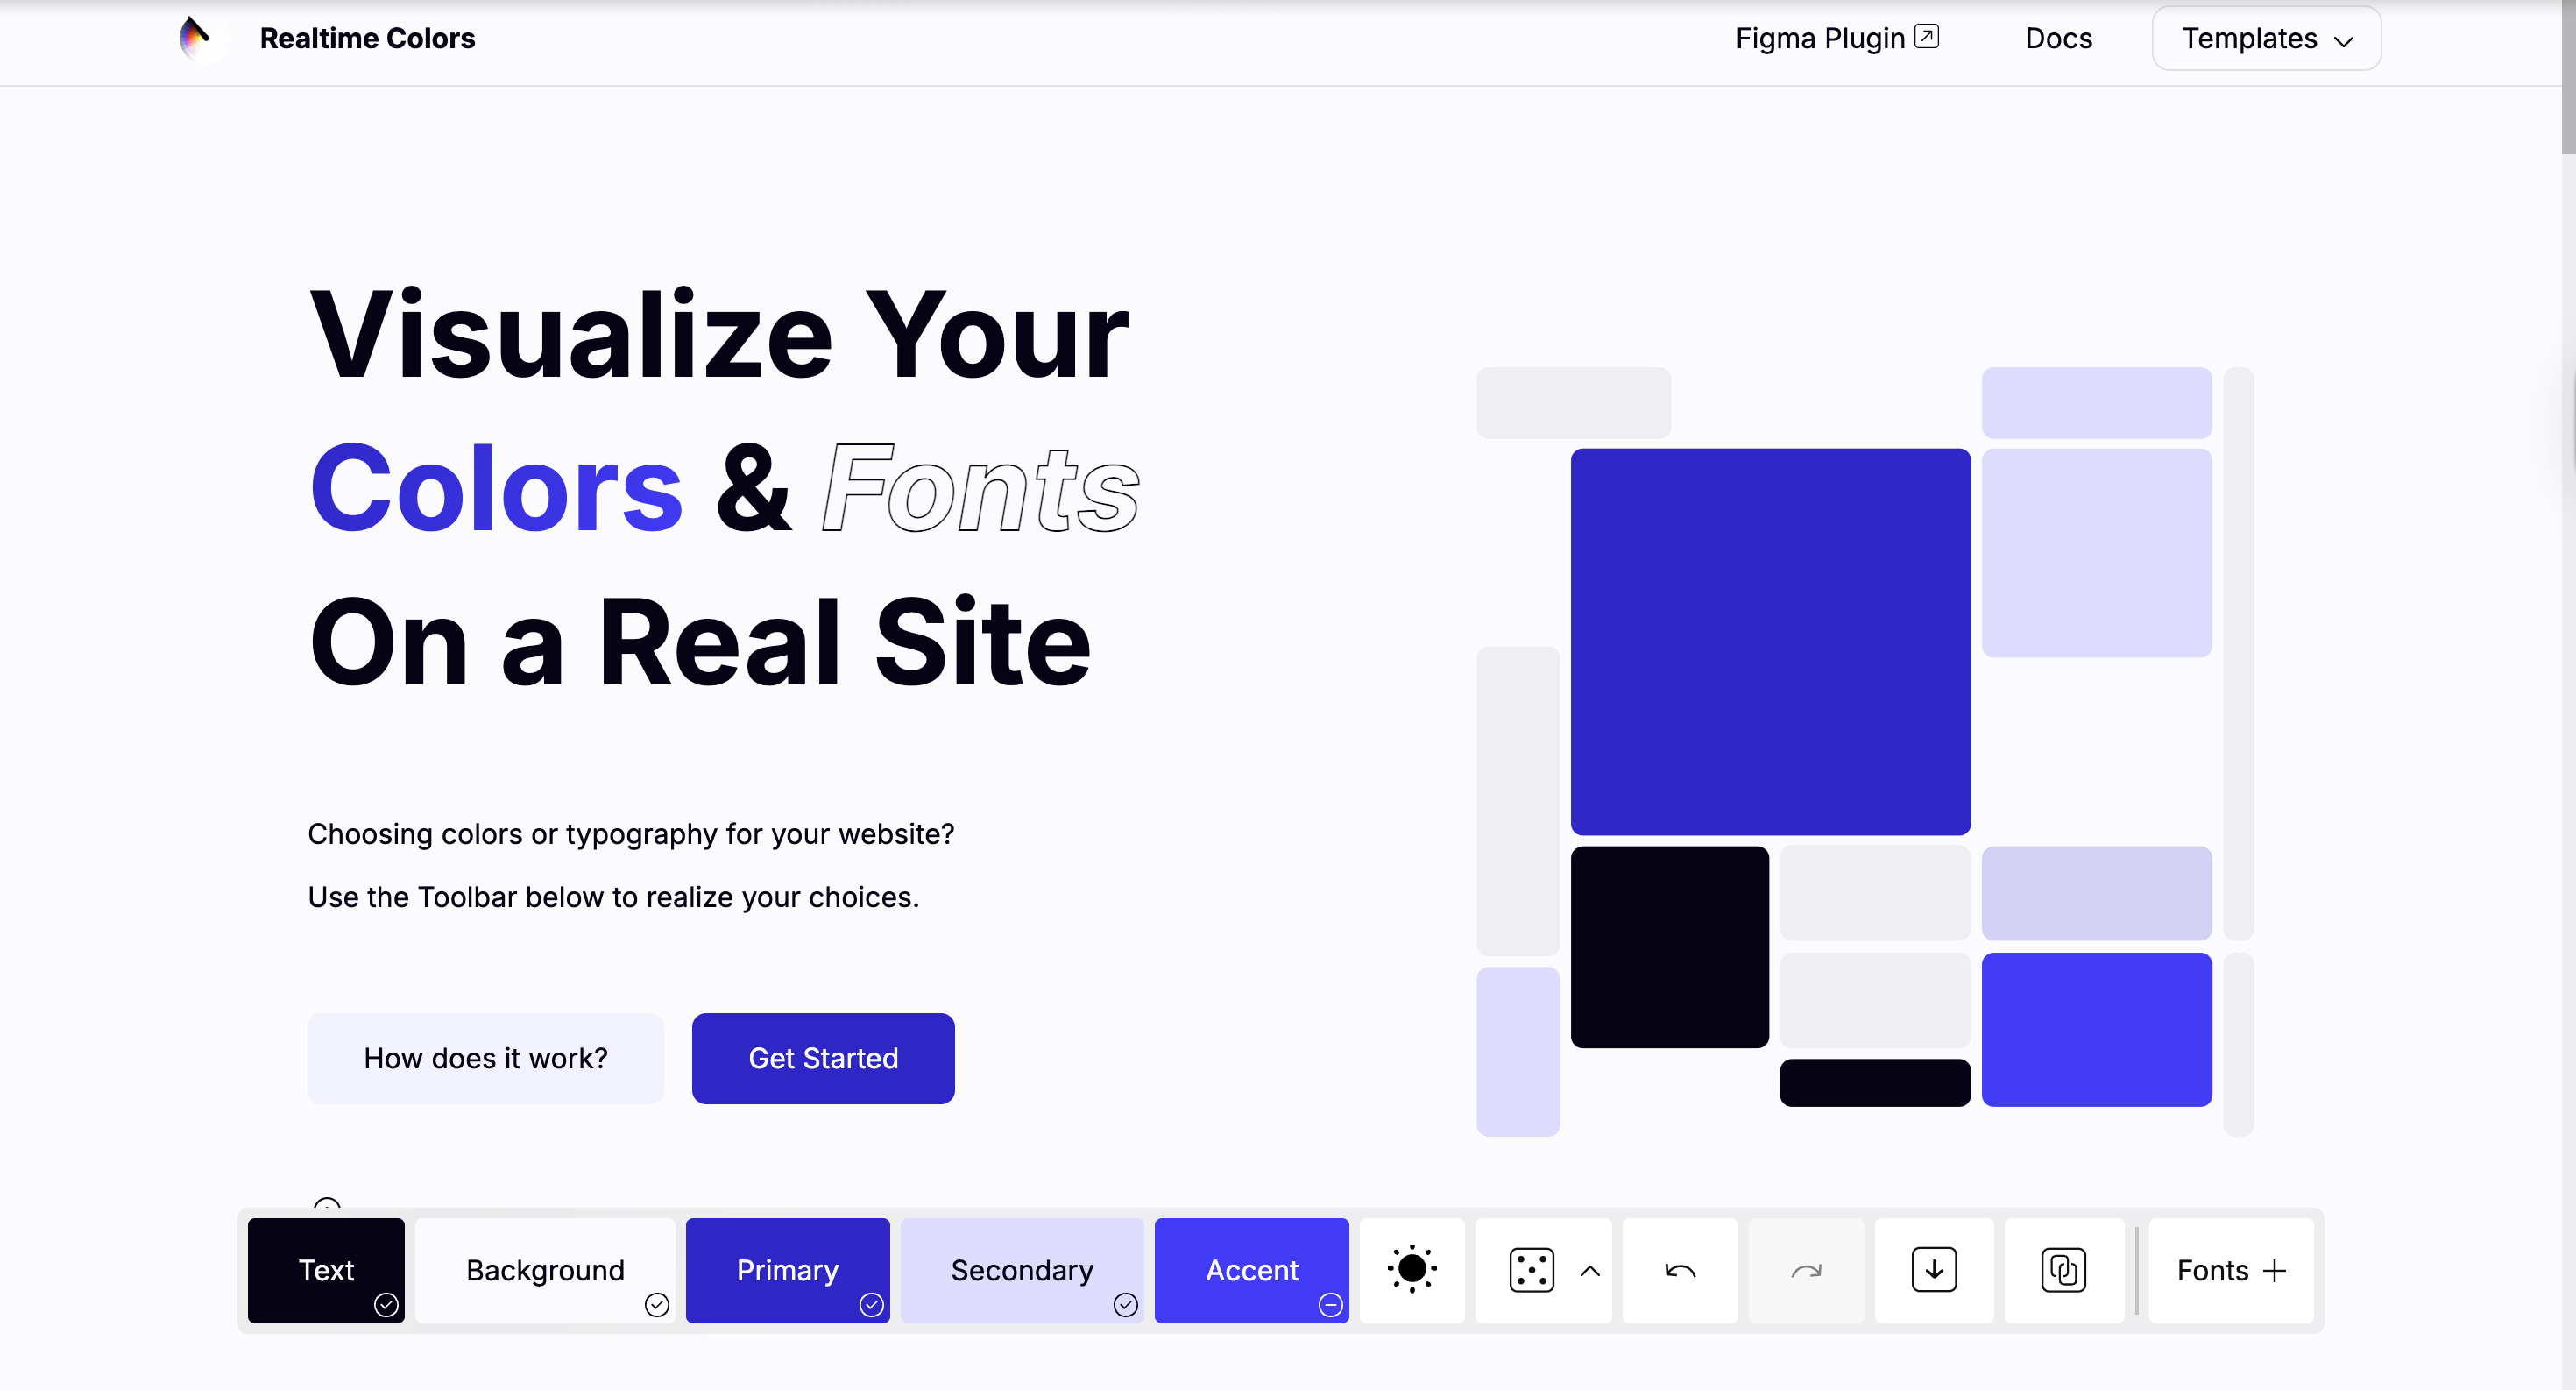 Realtime Colors
Figma Plugin
Docs
Templates
Visualize Your
Colors & Fonts
On a Real Site
Choosing colors or typography for your website?
Use the Toolbar below to realize your choices.
How does it work?
Get Started
Text
Background
Primary
Secondary
Accent
Fonts